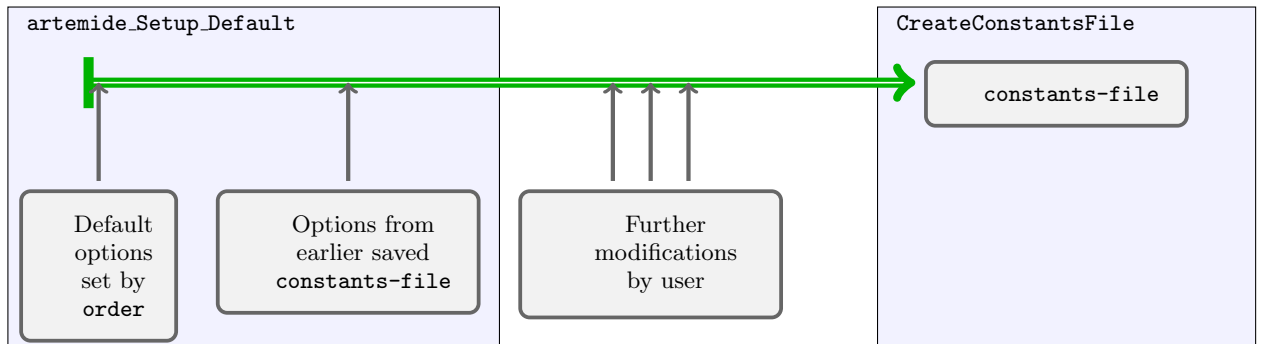 artemide_Setup_Default
CreateConstantsFile
constants-file
Default
options
set by
order
Options from
earlier saved
constants-file
Further
modifications
by user